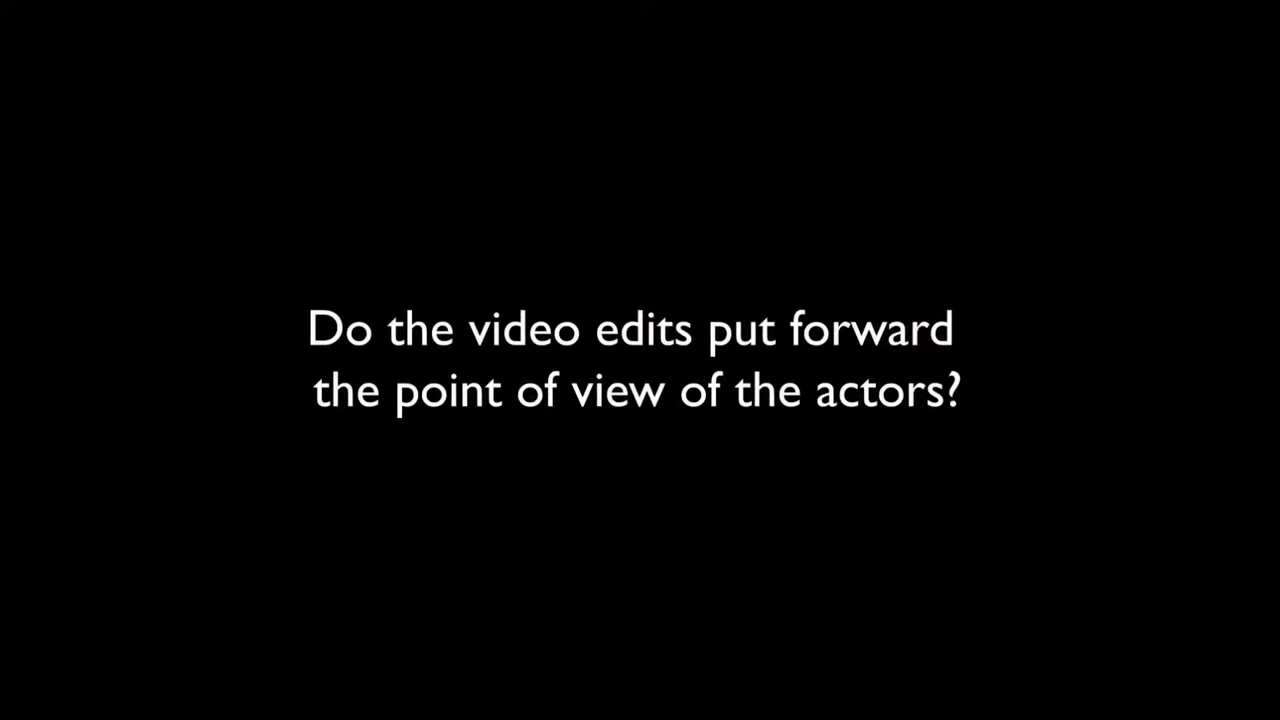 Do the video edits put forward
the point of view of the actors?